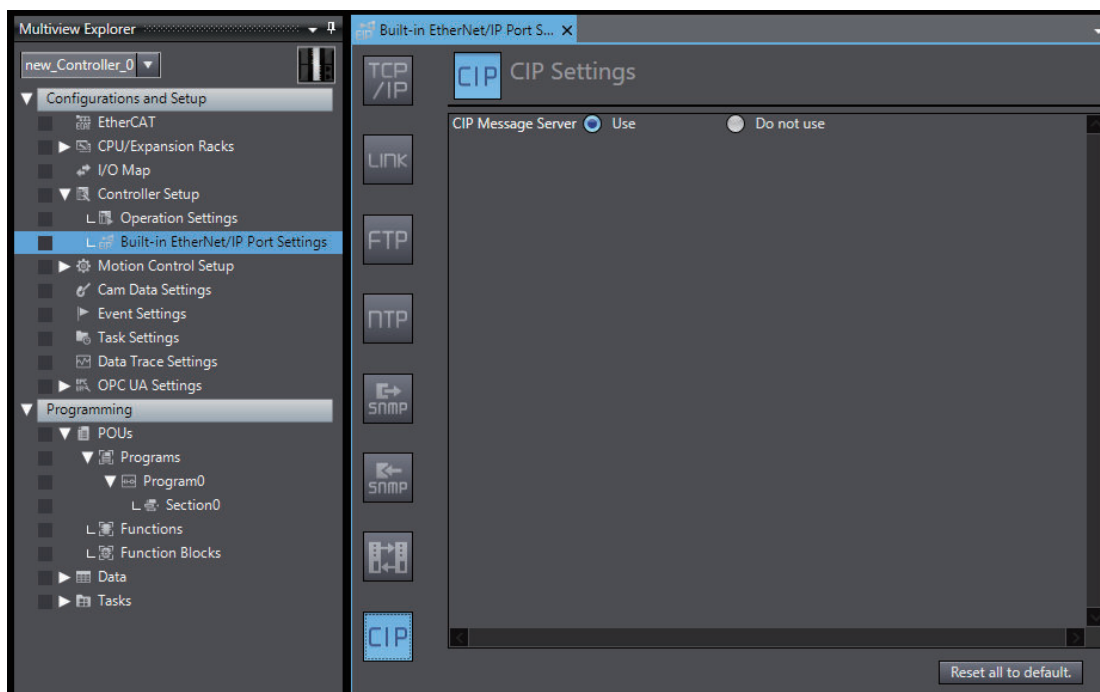 Multiview Explorer
new_Controller_0
Configurations and Setup
EtherCAT
CPU/Expansion Racks
I/O Map
Controller Setup
Operation Settings
Built-in EtherNet/IP Port Settings
Motion Control Setup
Cam Data Settings
Event Settings
Task Settings
Data Trace Settings
OPC UA Settings
Programming
POUs
Programs
Program0
Section0
Functions
Function Blocks
Data
Tasks
Built-in EtherNet/IP Port S...
TCP
/IP
LINK
FTP
NTP
SNMP
SNMP
CIP
CIP CIP Settings
CIP Message Server Use Do not use
Reset all to default.